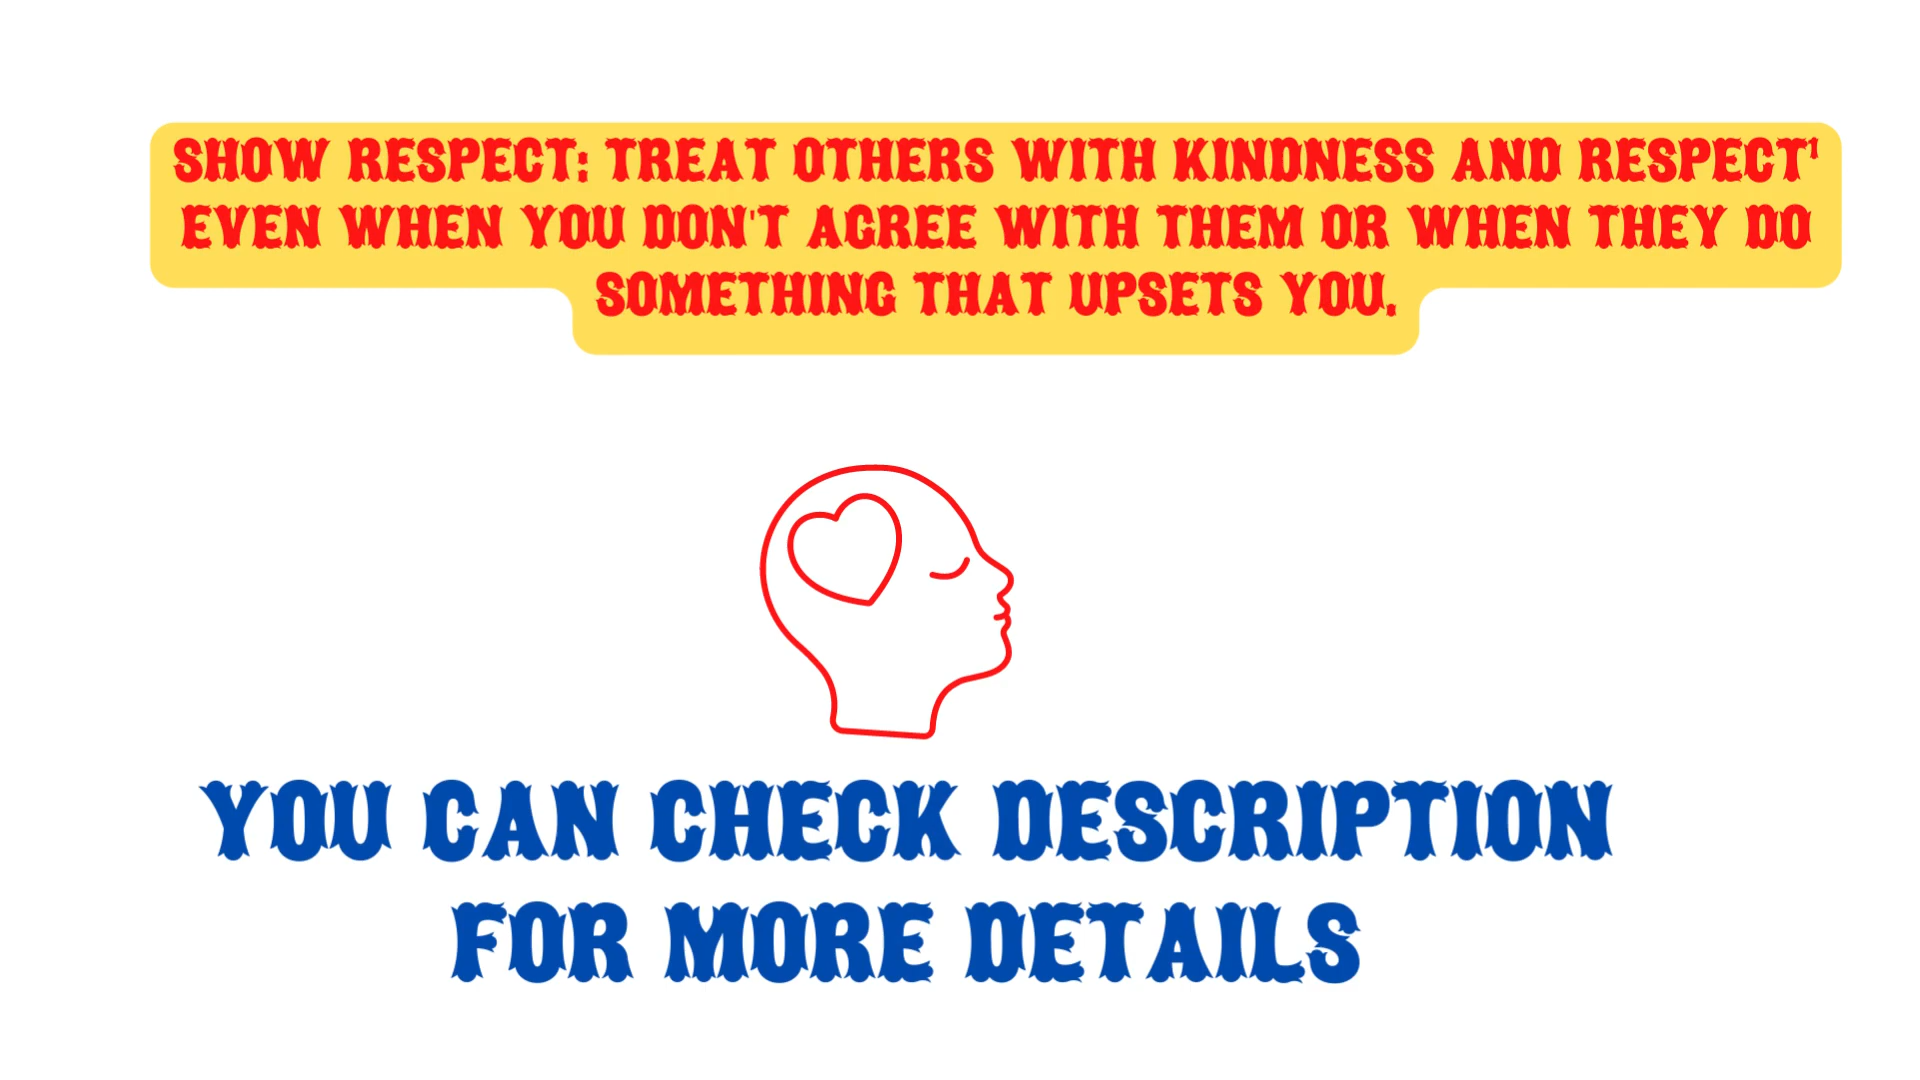 SHOW RESPECT: TREAT OTHERS WITH KINDNESS AND RESPECT¹
EVEN WHEN YOU DON'T AGREE WITH THEM OR WHEN THEY DO
SOMETHING THAT UPSETS YOU.
YOU CAN CHECK DESCRIPTION
FOR MORE DETAILS